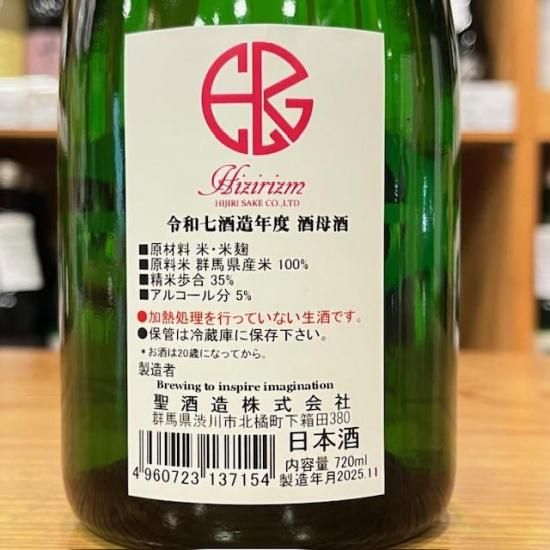 Hizirizm
HIJIRI SAKE CO.,LTD
令和七酒造年度 酒母酒
■原材料 米・米麹
■原料米 群馬県産米 100%
■精米歩合 35%
■アルコール分 5%
●加熱処理を行っていない生酒です。
●保管は冷蔵庫に保存下さい。
*お酒は20歳になってから。
製造者
Brewing to inspire imagination
聖酒造株式会社
群馬県渋川市北橘町下箱田380
日本酒
内容量 720ml
製造年月2025.11
4 960723 137154